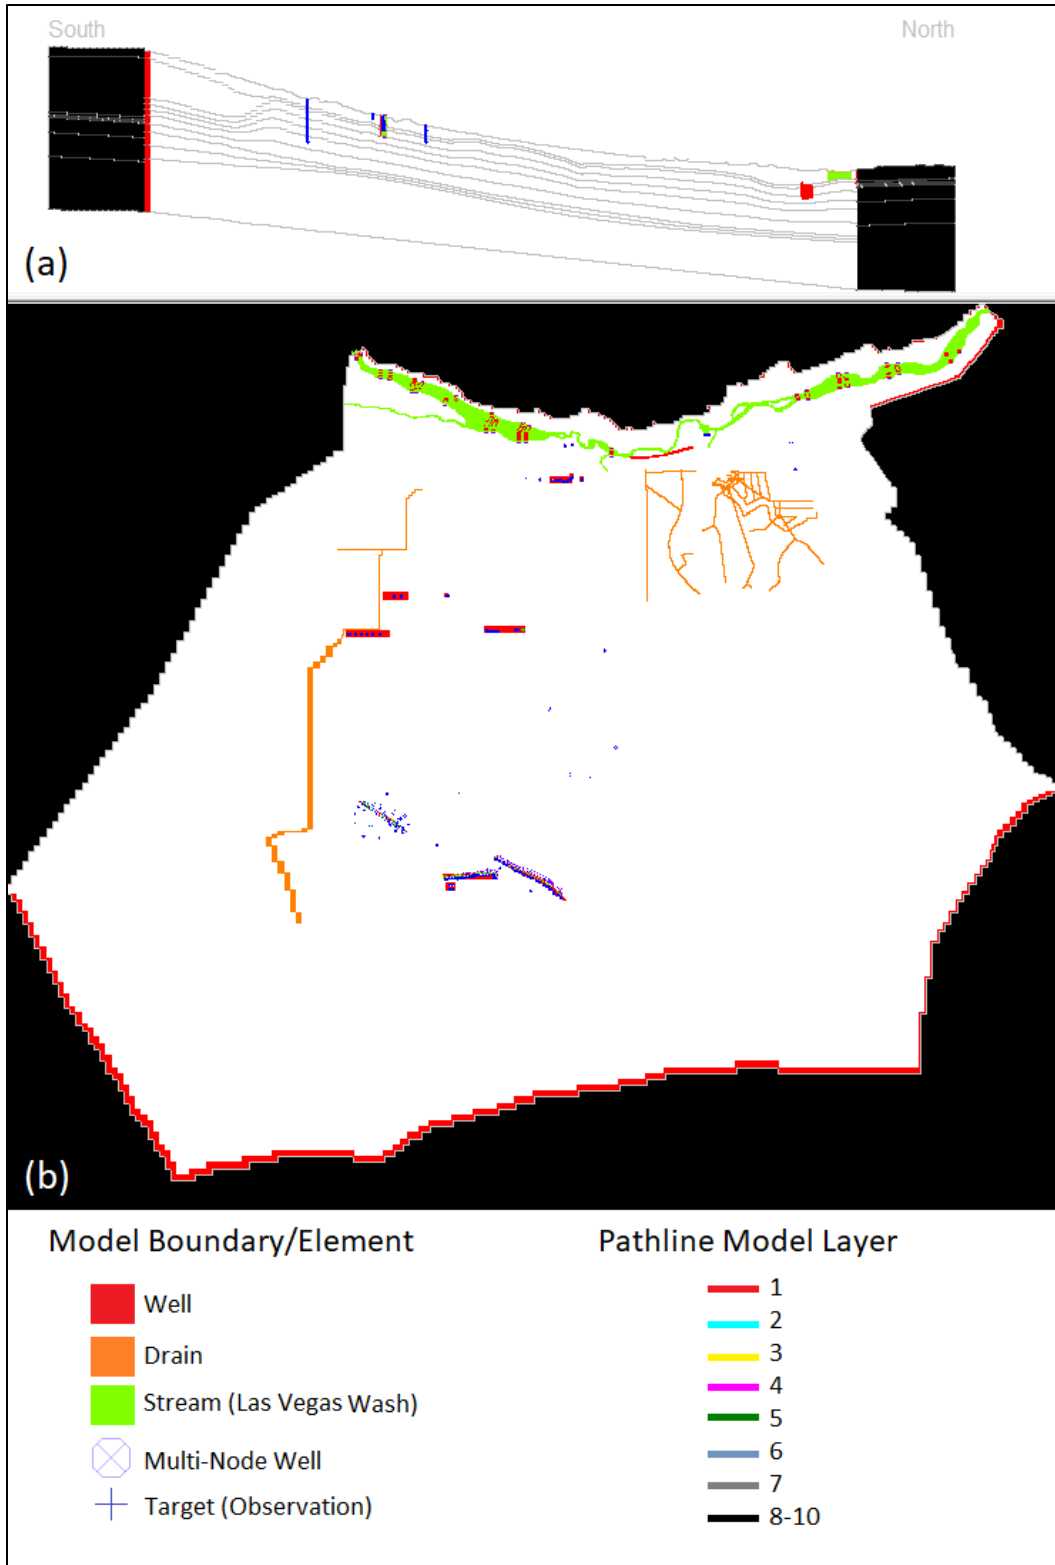 South North
(a)
(b)
Model Boundary/Element
Well
Drain
Stream (Las Vegas Wash)
Multi-Node Well
Target (Observation)
Pathline Model Layer
1
2
3
4
5
6
7
8-10